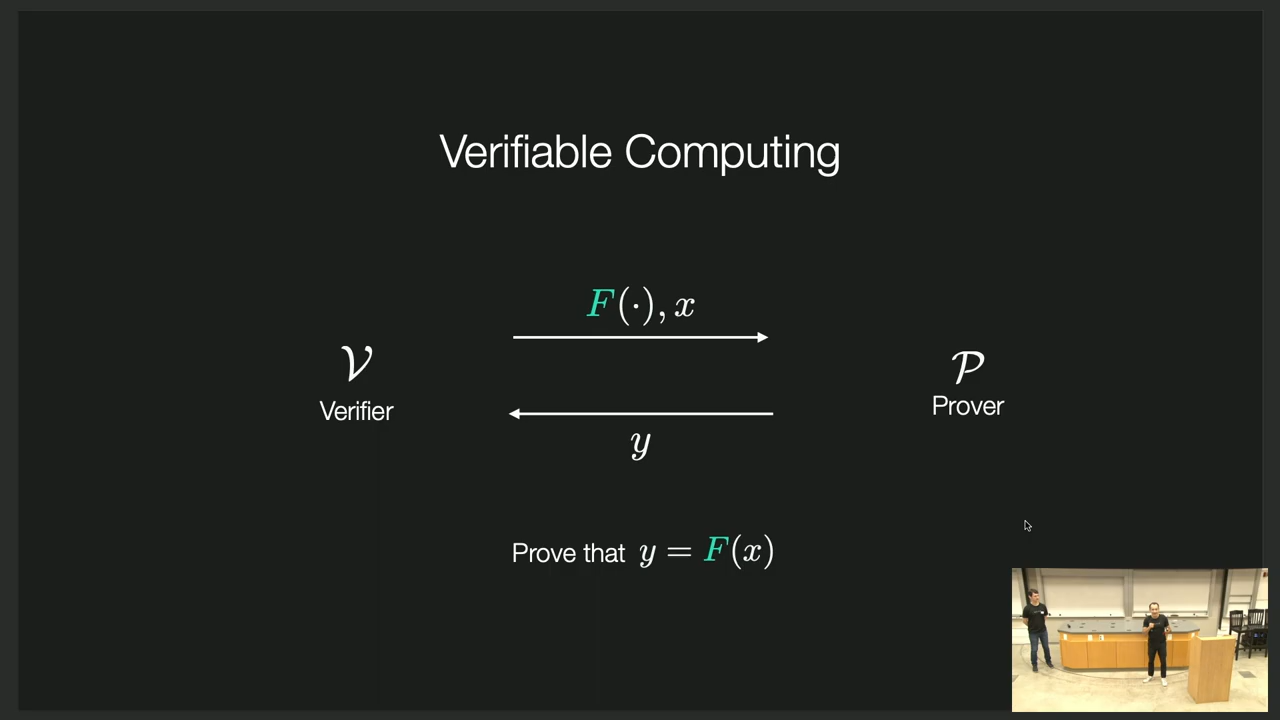 Verifiable Computing
F(·), x
𝒱
Verifier
𝒫
Prover
y
Prove that y = F(x)